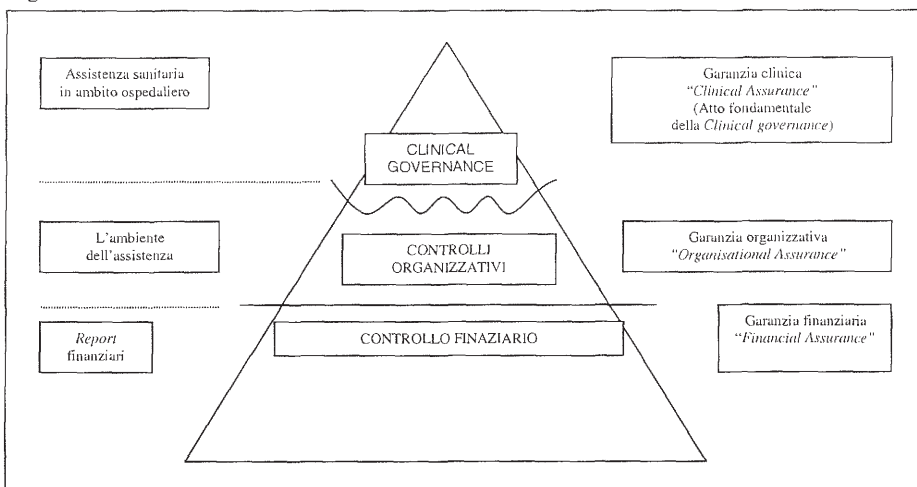 Assistenza sanitaria
in ambito ospedaliero
Garanzia clinica
"Clinical Assurance"
(Atto fondamentale
della Clinical governance)
CLINICAL
GOVERNANCE
L'ambiente
dell'assistenza
CONTROLLI
ORGANIZZATIVI
Garanzia organizzativa
"Organisational Assurance"
Report
finanziari
CONTROLLO FINAZIARIO
Garanzia finanziaria
"Financial Assurance"